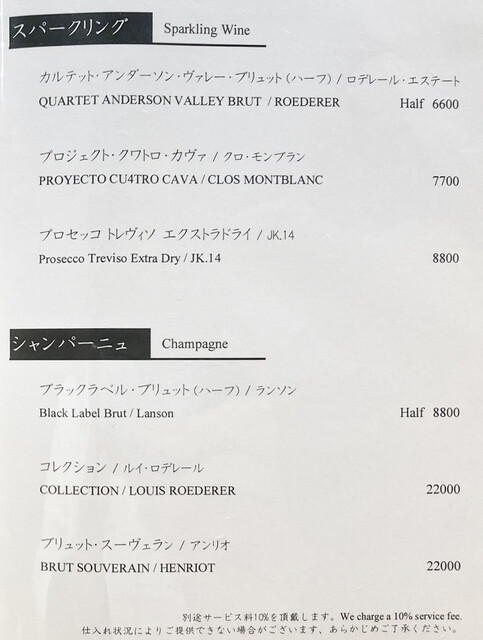 スパークリング Sparkling Wine
カルテット・アンダーソン・ヴァレー・ブリュット(ハーフ) / ロデレール・エステート
QUARTET ANDERSON VALLEY BRUT / ROEDERER Half 6600
プロジェクト・クワトロ・カヴァ / クロ・モンブラン
PROYECTO CU4TRO CAVA / CLOS MONTBLANC 7700
プロセッコ トレヴィソ エクストラドライ / JK.14
Prosecco Treviso Extra Dry / JK.14 8800
シャンパーニュ Champagne
ブラックラベル・ブリュット(ハーフ) / ランソン
Black Label Brut / Lanson Half 8800
コレクション / ルイ・ロデレール
COLLECTION / LOUIS ROEDERER 22000
ブリュット・スーヴェラン / アンリオ
BRUT SOUVERAIN / HENRIOT 22000
別途サービス料10%を頂戴します。We charge a 10% service fee.
仕入れ状況によりご提供できない場合がございます。あらかじめご了承ください。